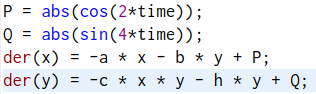 P = abs(cos(2*time));
Q = abs(sin(4*time));
der(x) = -a * x - b * y + P;
der(y) = -c * x * y - h * y + Q;